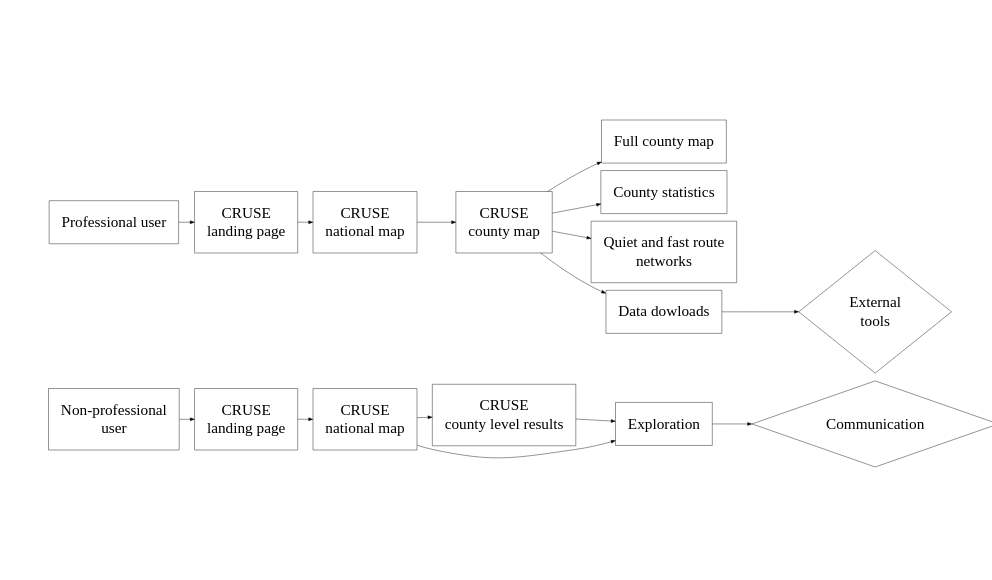 Full county map
County statistics
Professional user
CRUSE
landing page
CRUSE
national map
CRUSE
county map
Quiet and fast route
networks
Data dowloads
External
tools
Non-professional
user
CRUSE
landing page
CRUSE
national map
CRUSE
county level results
Exploration
Communication